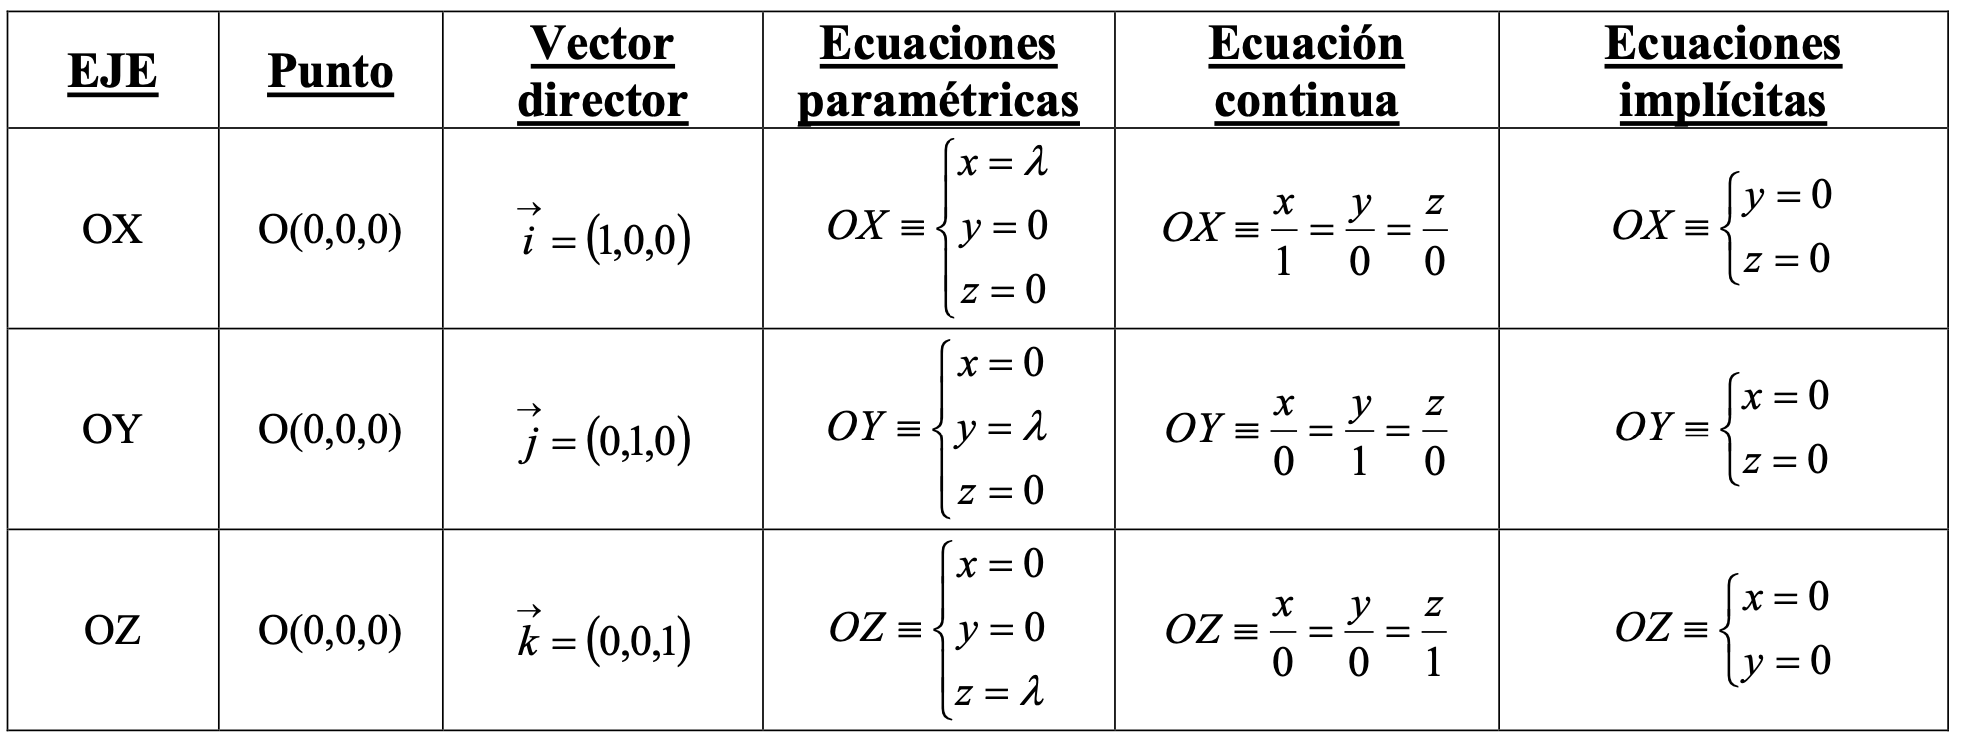 EJE | Punto | Vector director | Ecuaciones paramétricas | Ecuación continua | Ecuaciones implícitas
OX | O(0,0,0) | $\vec{i} = (1,0,0)$ | $OX \equiv \begin{cases} x = \lambda \\ y = 0 \\ z = 0 \end{cases}$ | $OX \equiv \frac{x}{1} = \frac{y}{0} = \frac{z}{0}$ | $OX \equiv \begin{cases} y = 0 \\ z = 0 \end{cases}$
OY | O(0,0,0) | $\vec{j} = (0,1,0)$ | $OY \equiv \begin{cases} x = 0 \\ y = \lambda \\ z = 0 \end{cases}$ | $OY \equiv \frac{x}{0} = \frac{y}{1} = \frac{z}{0}$ | $OY \equiv \begin{cases} x = 0 \\ z = 0 \end{cases}$
OZ | O(0,0,0) | $\vec{k} = (0,0,1)$ | $OZ \equiv \begin{cases} x = 0 \\ y = 0 \\ z = \lambda \end{cases}$ | $OZ \equiv \frac{x}{0} = \frac{y}{0} = \frac{z}{1}$ | $OZ \equiv \begin{cases} x = 0 \\ y = 0 \end{cases}$